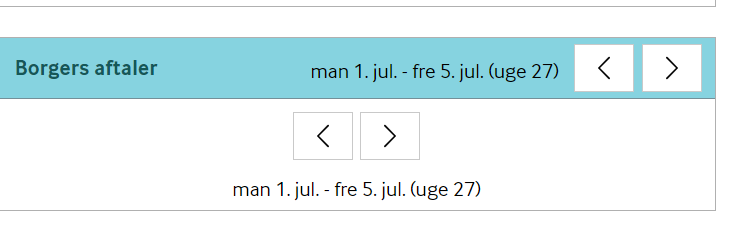 Borgers aftaler man 1. jul. - fre 5. jul. (uge 27)
man 1. jul. - fre 5. jul. (uge 27)